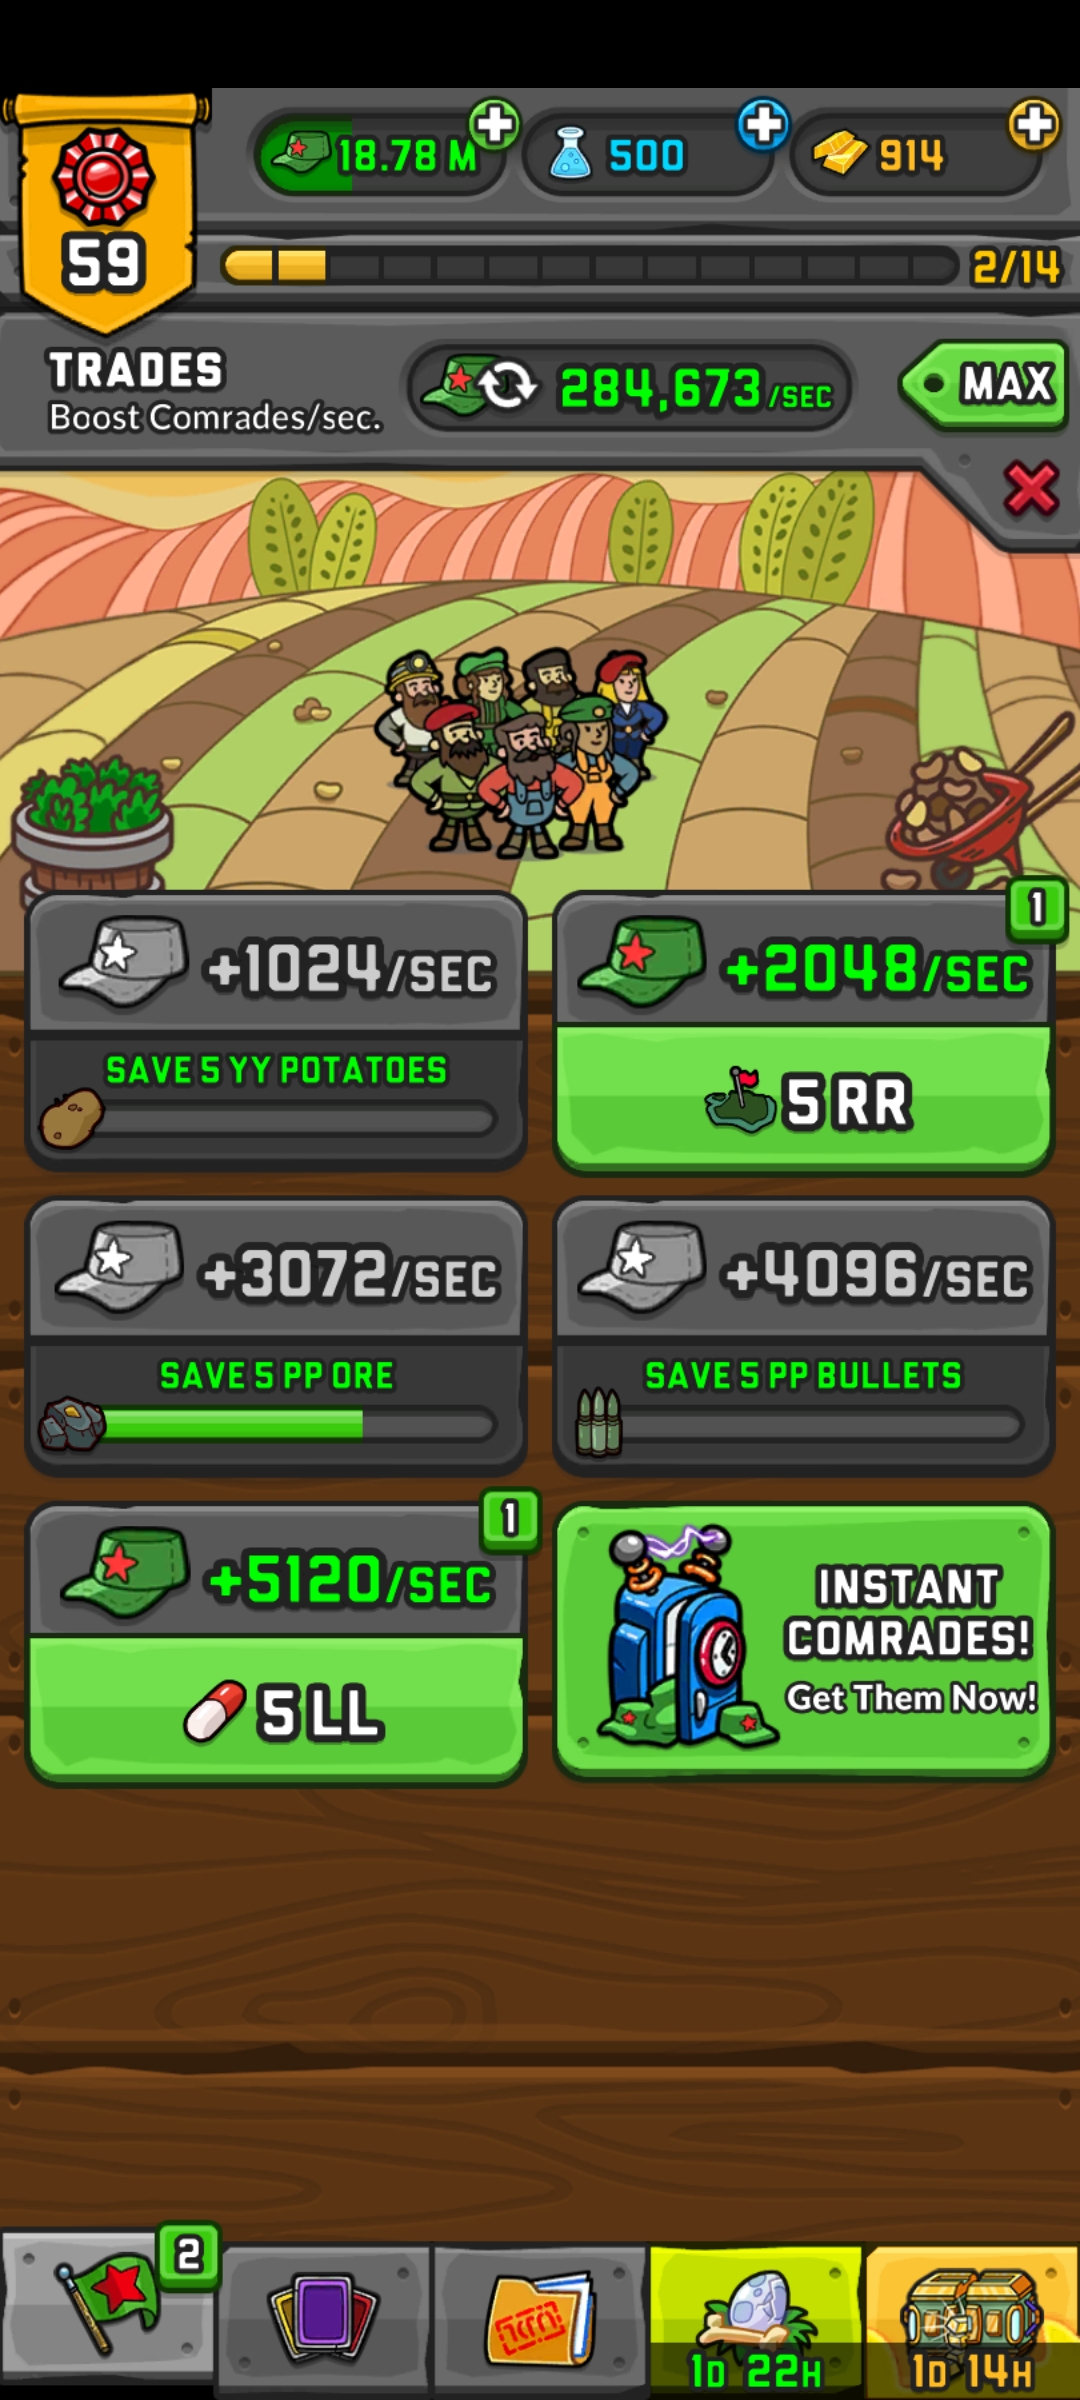 18.78 M
500
914
59
2/14
TRADES
Boost Comrades/sec.
284,673/SEC
MAX
+1024/SEC
SAVE 5 YY POTATOES
1
+2048/SEC
5 RR
+3072/SEC
SAVE 5 PP ORE
+4096/SEC
SAVE 5 PP BULLETS
1
+5120/SEC
5 LL
INSTANT
COMRADES!
Get Them Now!
2
1D 22H
1D 14H